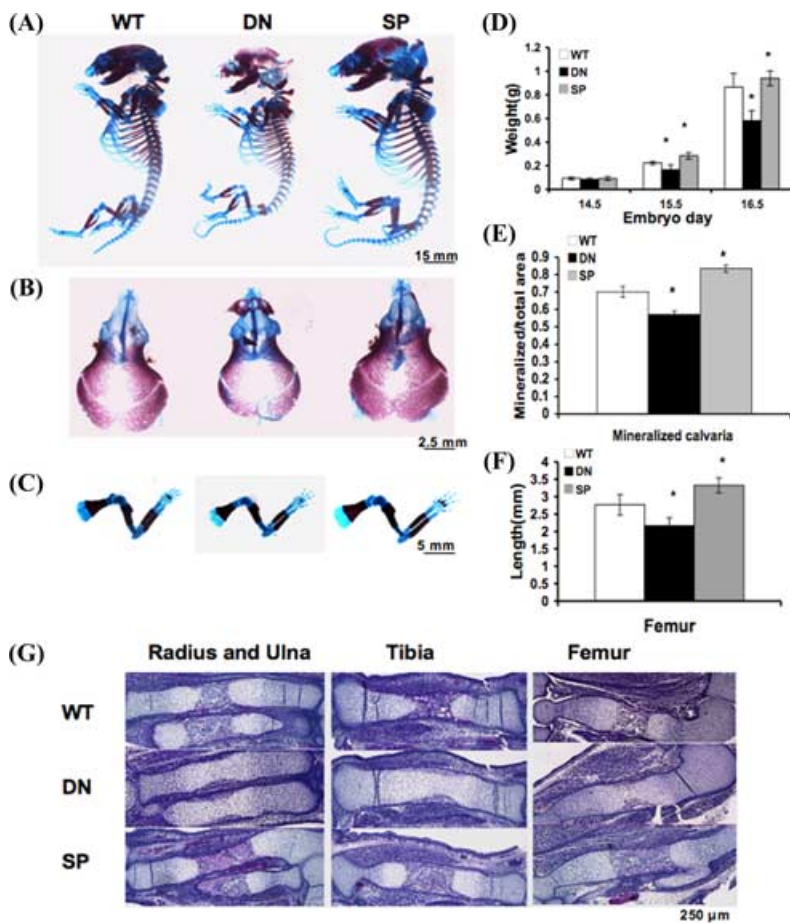 (A) WT DN SP
15 mm
(B)
2.5 mm
(C)
5 mm
(D)
Weight(g)
1.2
1
0.8
0.6
0.4
0.2
0
WT
DN
SP
* * * *
14.5 15.5 16.5
Embryo day
(E)
Mineralized/total area
0.9
0.8
0.7
0.6
0.5
0.4
0.3
0.2
0.1
0
WT
DN
SP
* *
Mineralized calvaria
(F)
Length(mm)
4
3.5
3
2.5
2
1.5
1
0.5
0
WT
DN
SP
* *
Femur
(G)
Radius and Ulna Tibia Femur
WT
DN
SP
250 µm